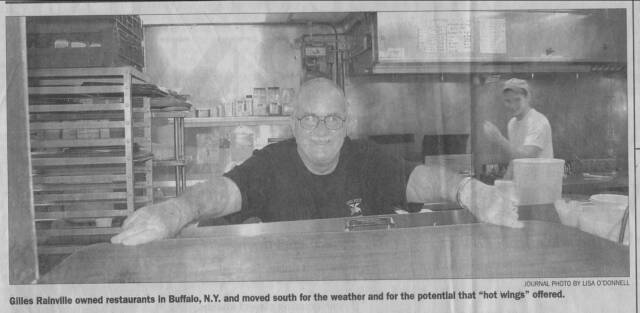 JOURNAL PHOTO BY LISA O'DONNELL
Gilles Rainville owned restaurants in Buffalo, N.Y. and moved south for the weather and for the potential that “hot wings” offered.